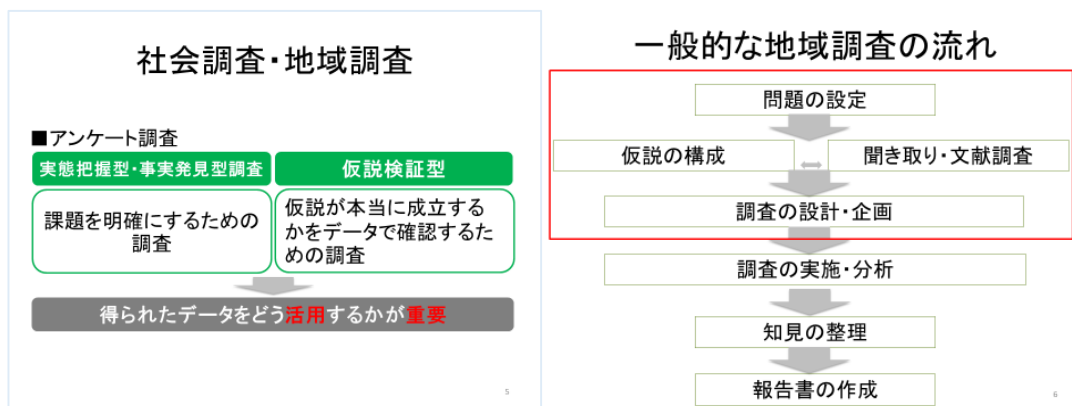 社会調査・地域調査
■アンケート調査
実態把握型・事実発見型調査
仮説検証型
課題を明確にするための
調査
仮説が本当に成立する
かをデータで確認するた
めの調査
得られたデータをどう活用するかが重要
5
一般的な地域調査の流れ
問題の設定
仮説の構成
聞き取り・文献調査
調査の設計・企画
調査の実施・分析
知見の整理
報告書の作成
6